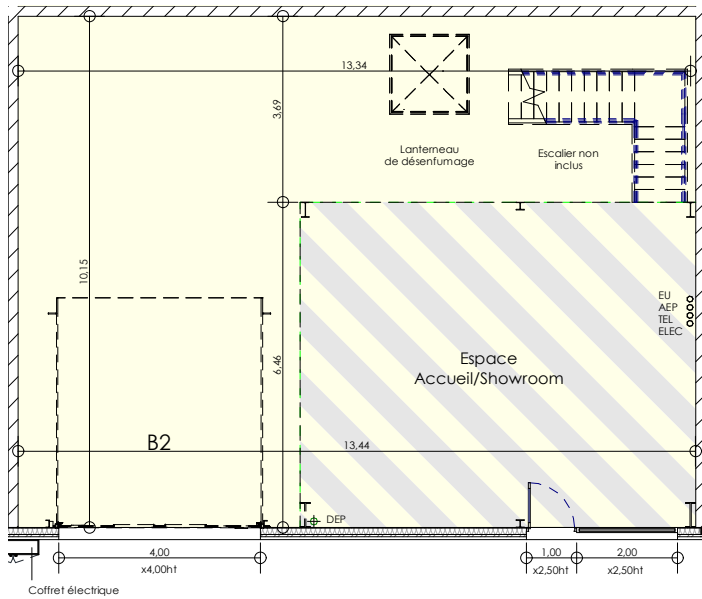 13,34
3,69
Lanterneau
de désenfumage
Escalier non
inclus
10,15
EU
AEP
TEL
ELEC
6,46
Espace
Accueil/Showroom
B2
13,44
DEP
4,00
x4,00ht
1,00
x2,50ht
2,00
x2,50ht
Coffret électrique